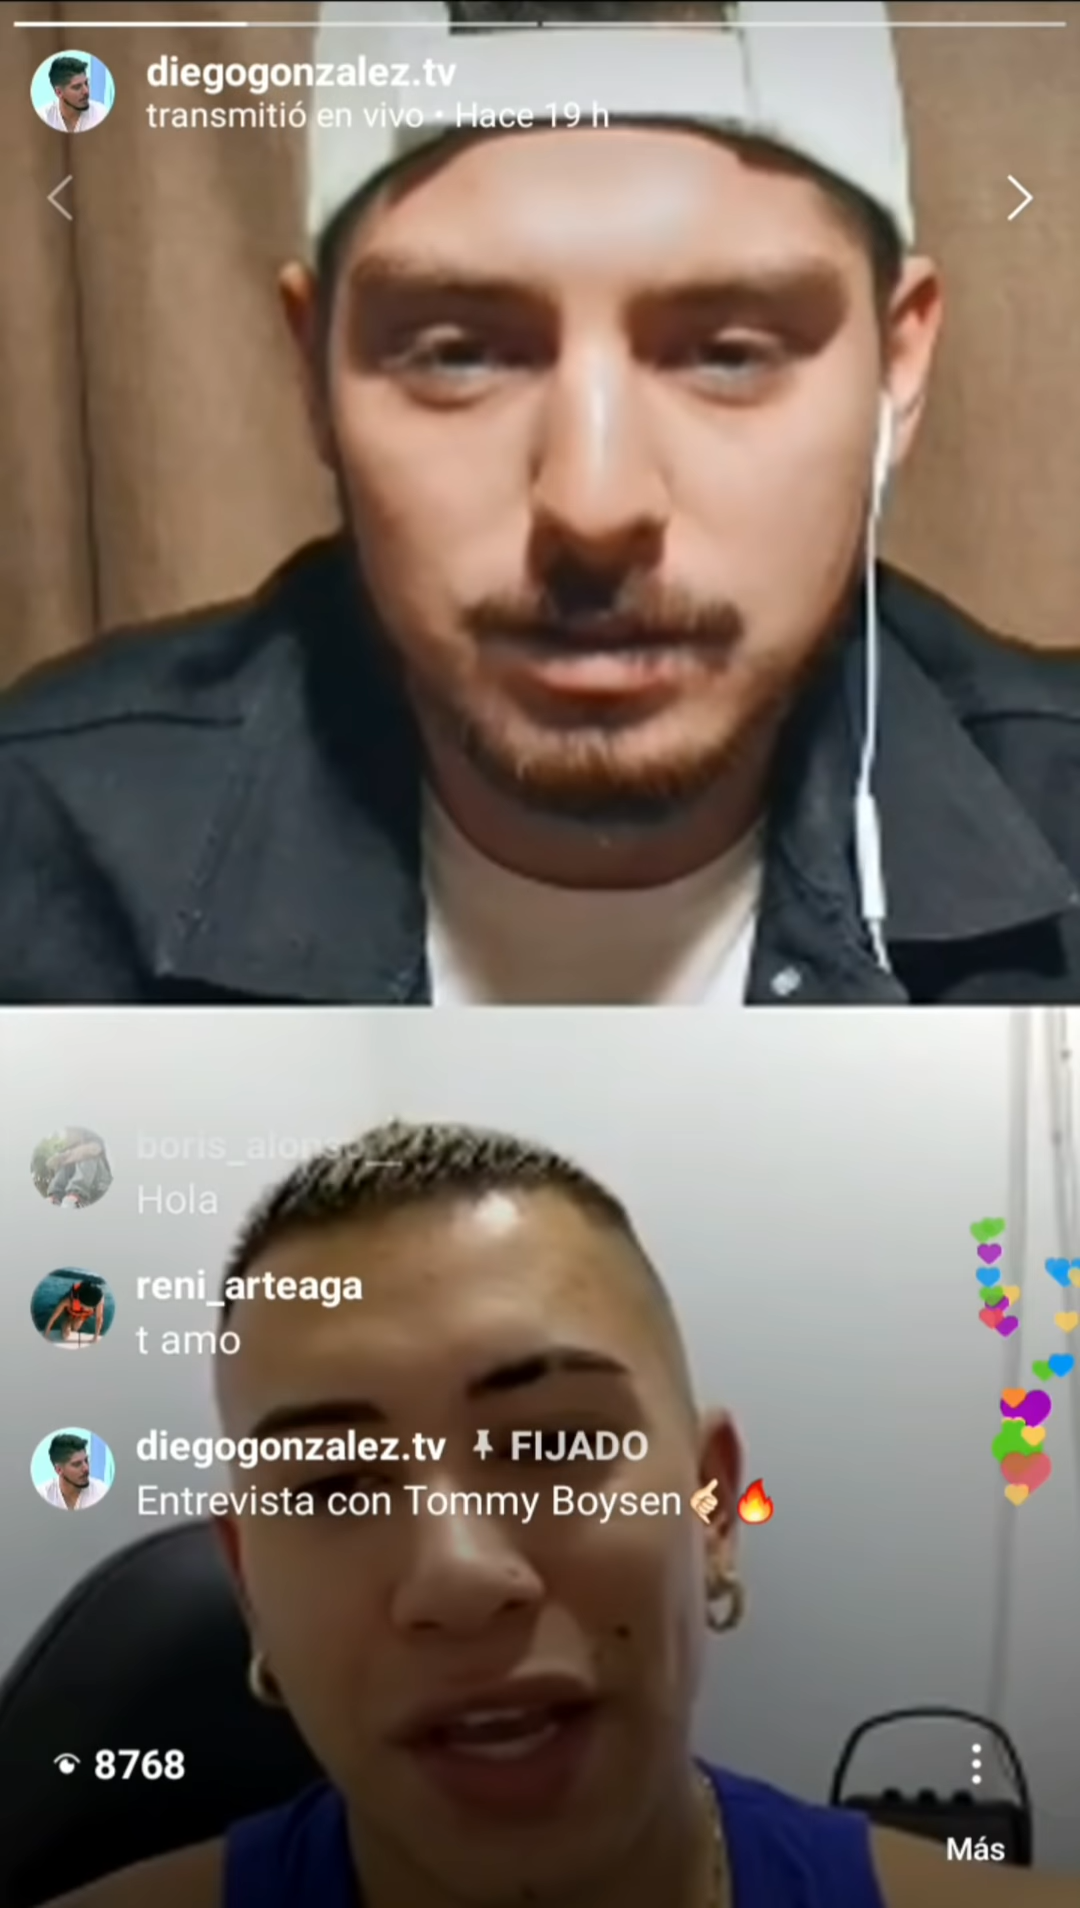 diegogonzalez.tv
transmitió en vivo • Hace 19 h
boris_alonso__
Hola
reni_arteaga
t amo
diegogonzalez.tv FIJADO
Entrevista con Tommy Boysen🤙🏻🔥
8768
Más